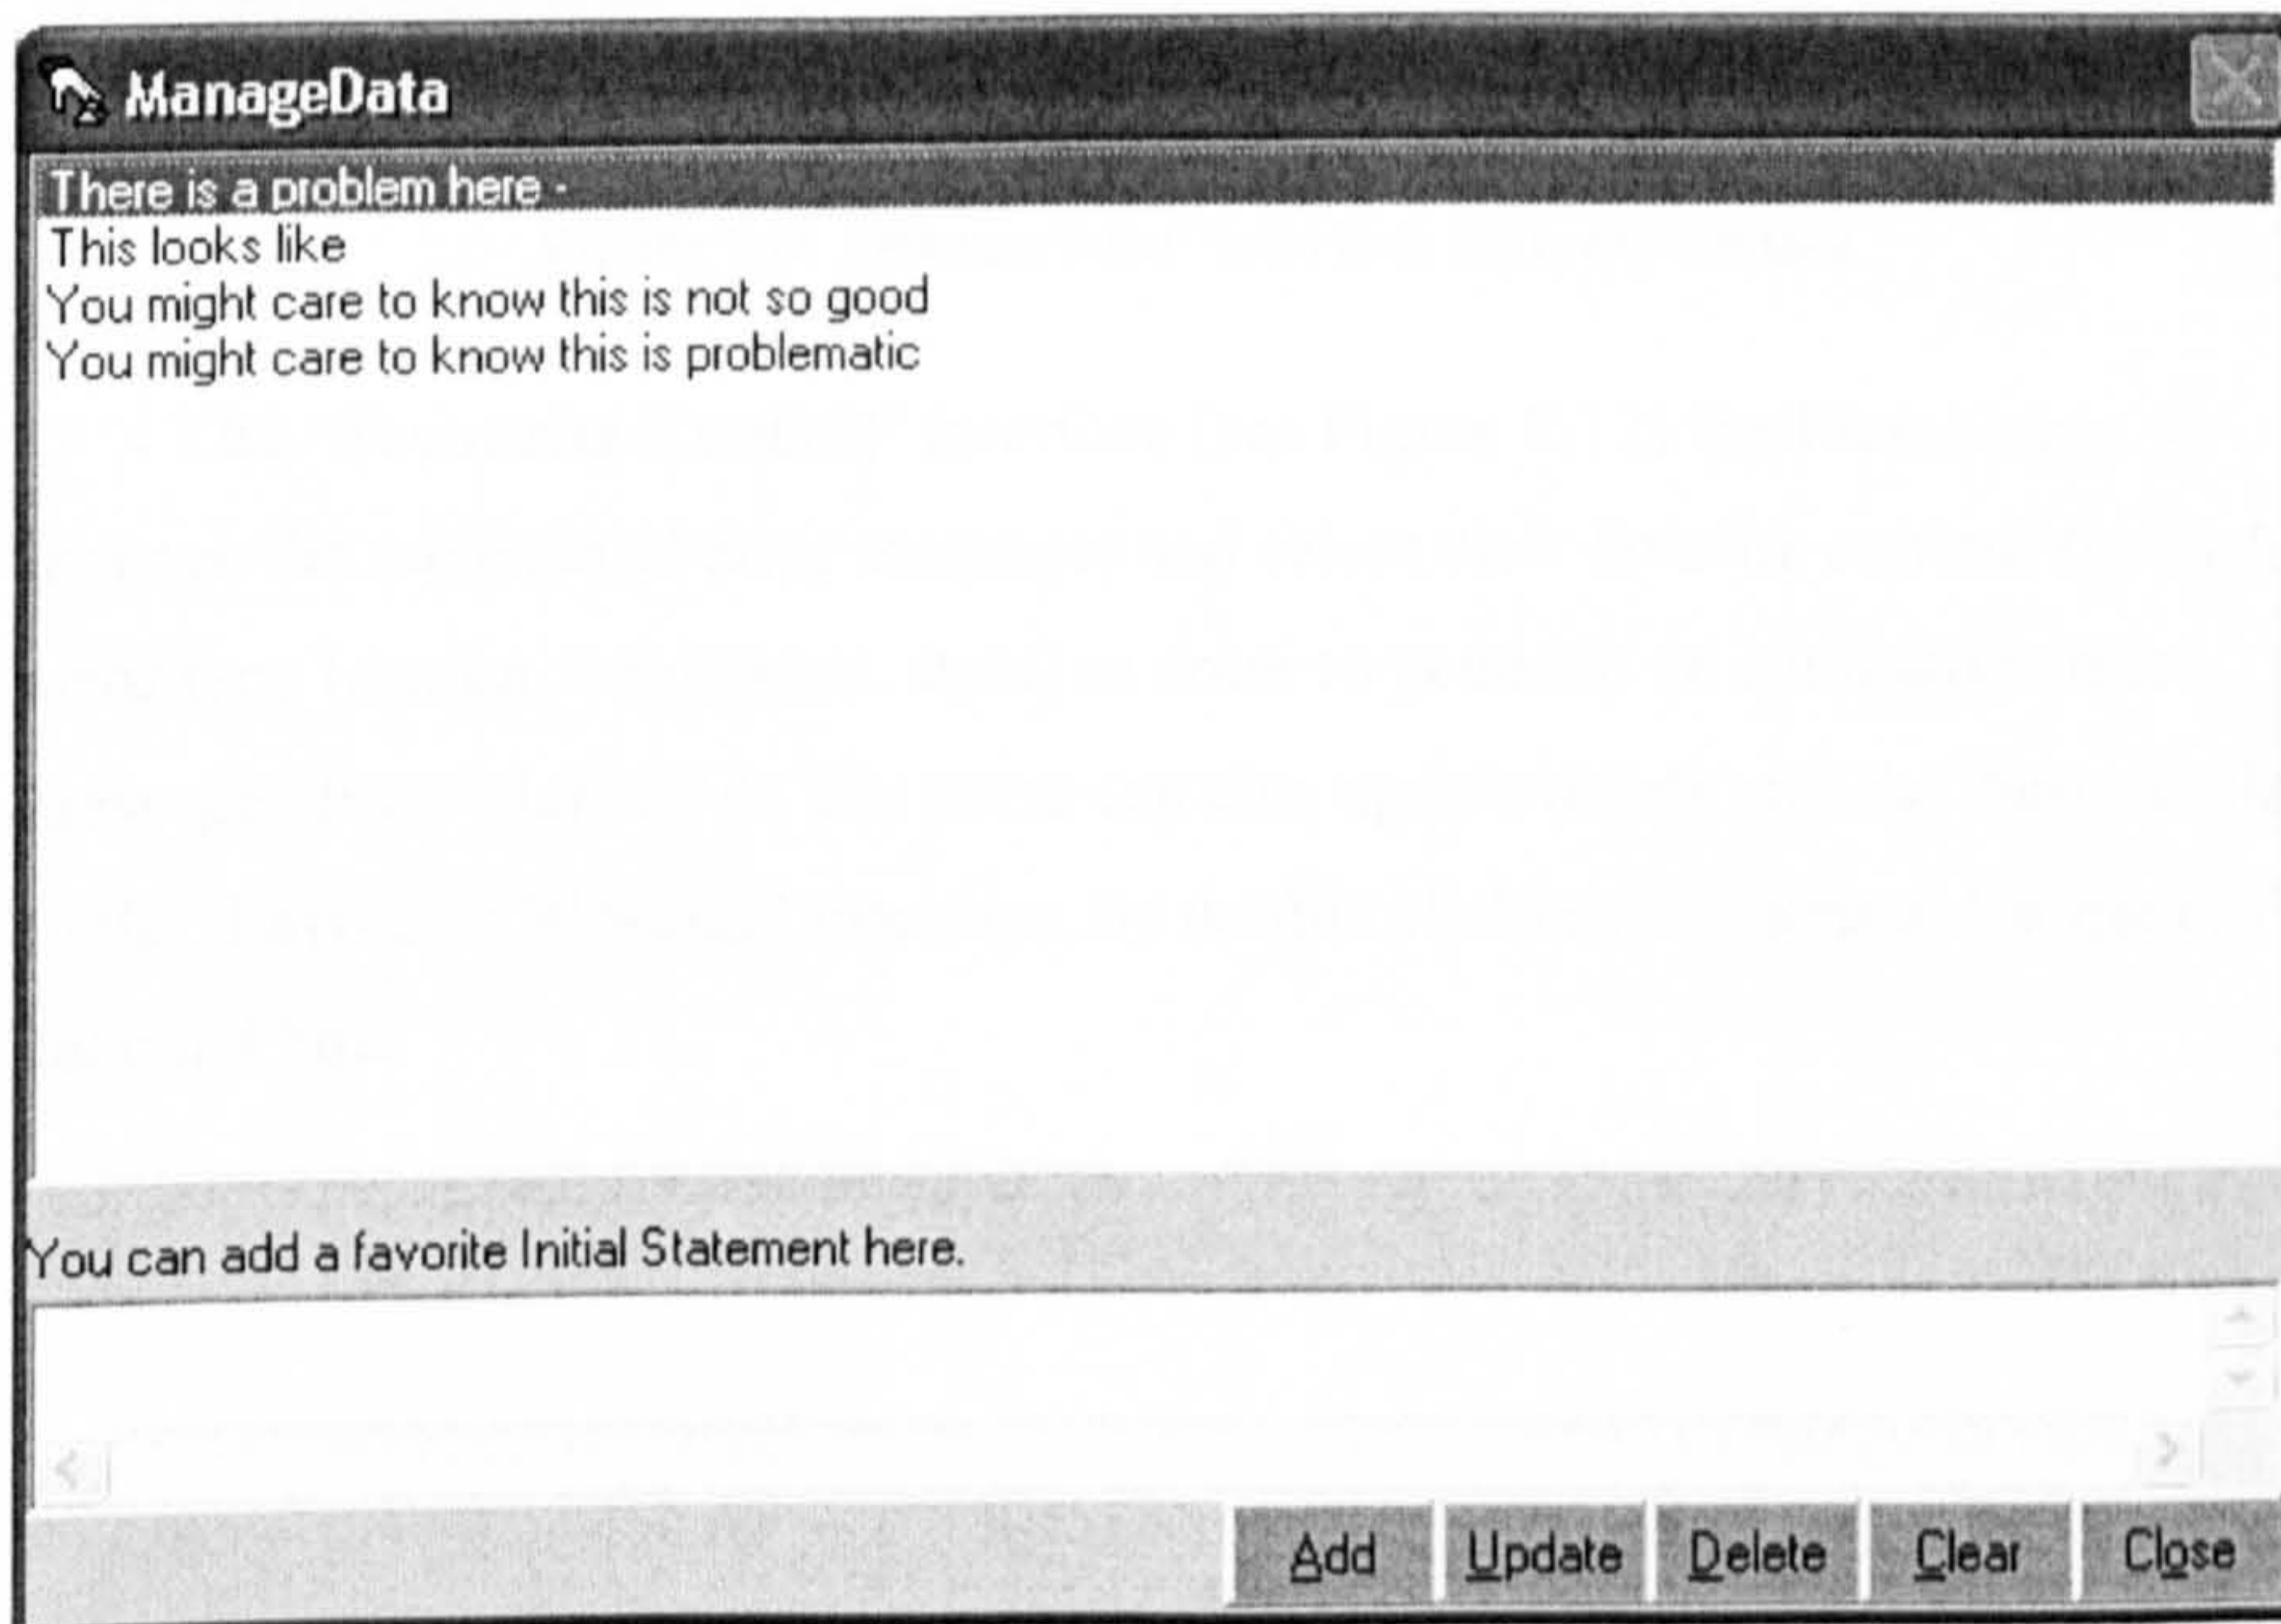 ManageData
There is a problem here -
This looks like
You might care to know this is not so good
You might care to know this is problematic
You can add a favorite Initial Statement here.
Add Update Delete Clear Close